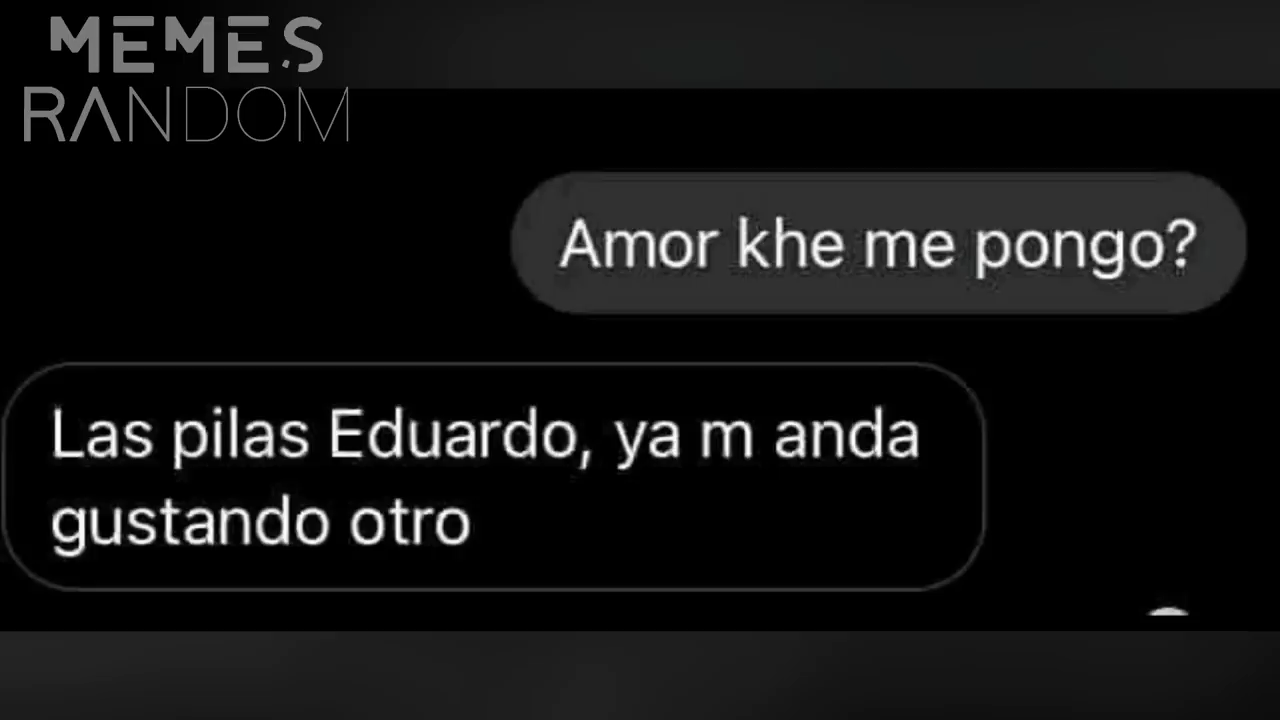 MEMES
RANDOM
Amor khe me pongo?
Las pilas Eduardo, ya m anda
gustando otro